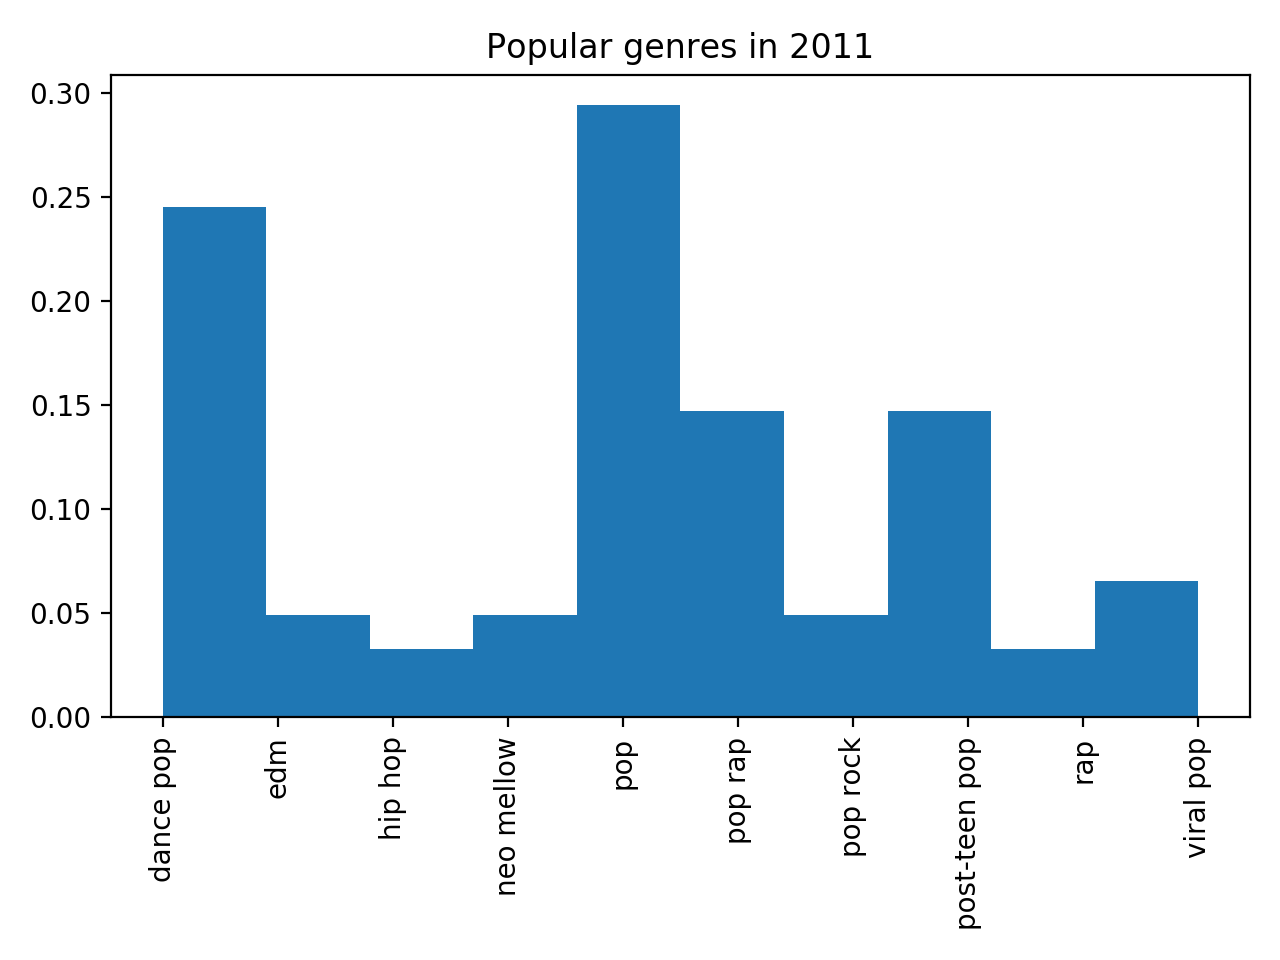 Popular genres in 2011
0.30
0.25
0.20
0.15
0.10
0.05
0.00
dance pop
edm
hip hop
neo mellow
pop
pop rap
pop rock
post-teen pop
rap
viral pop